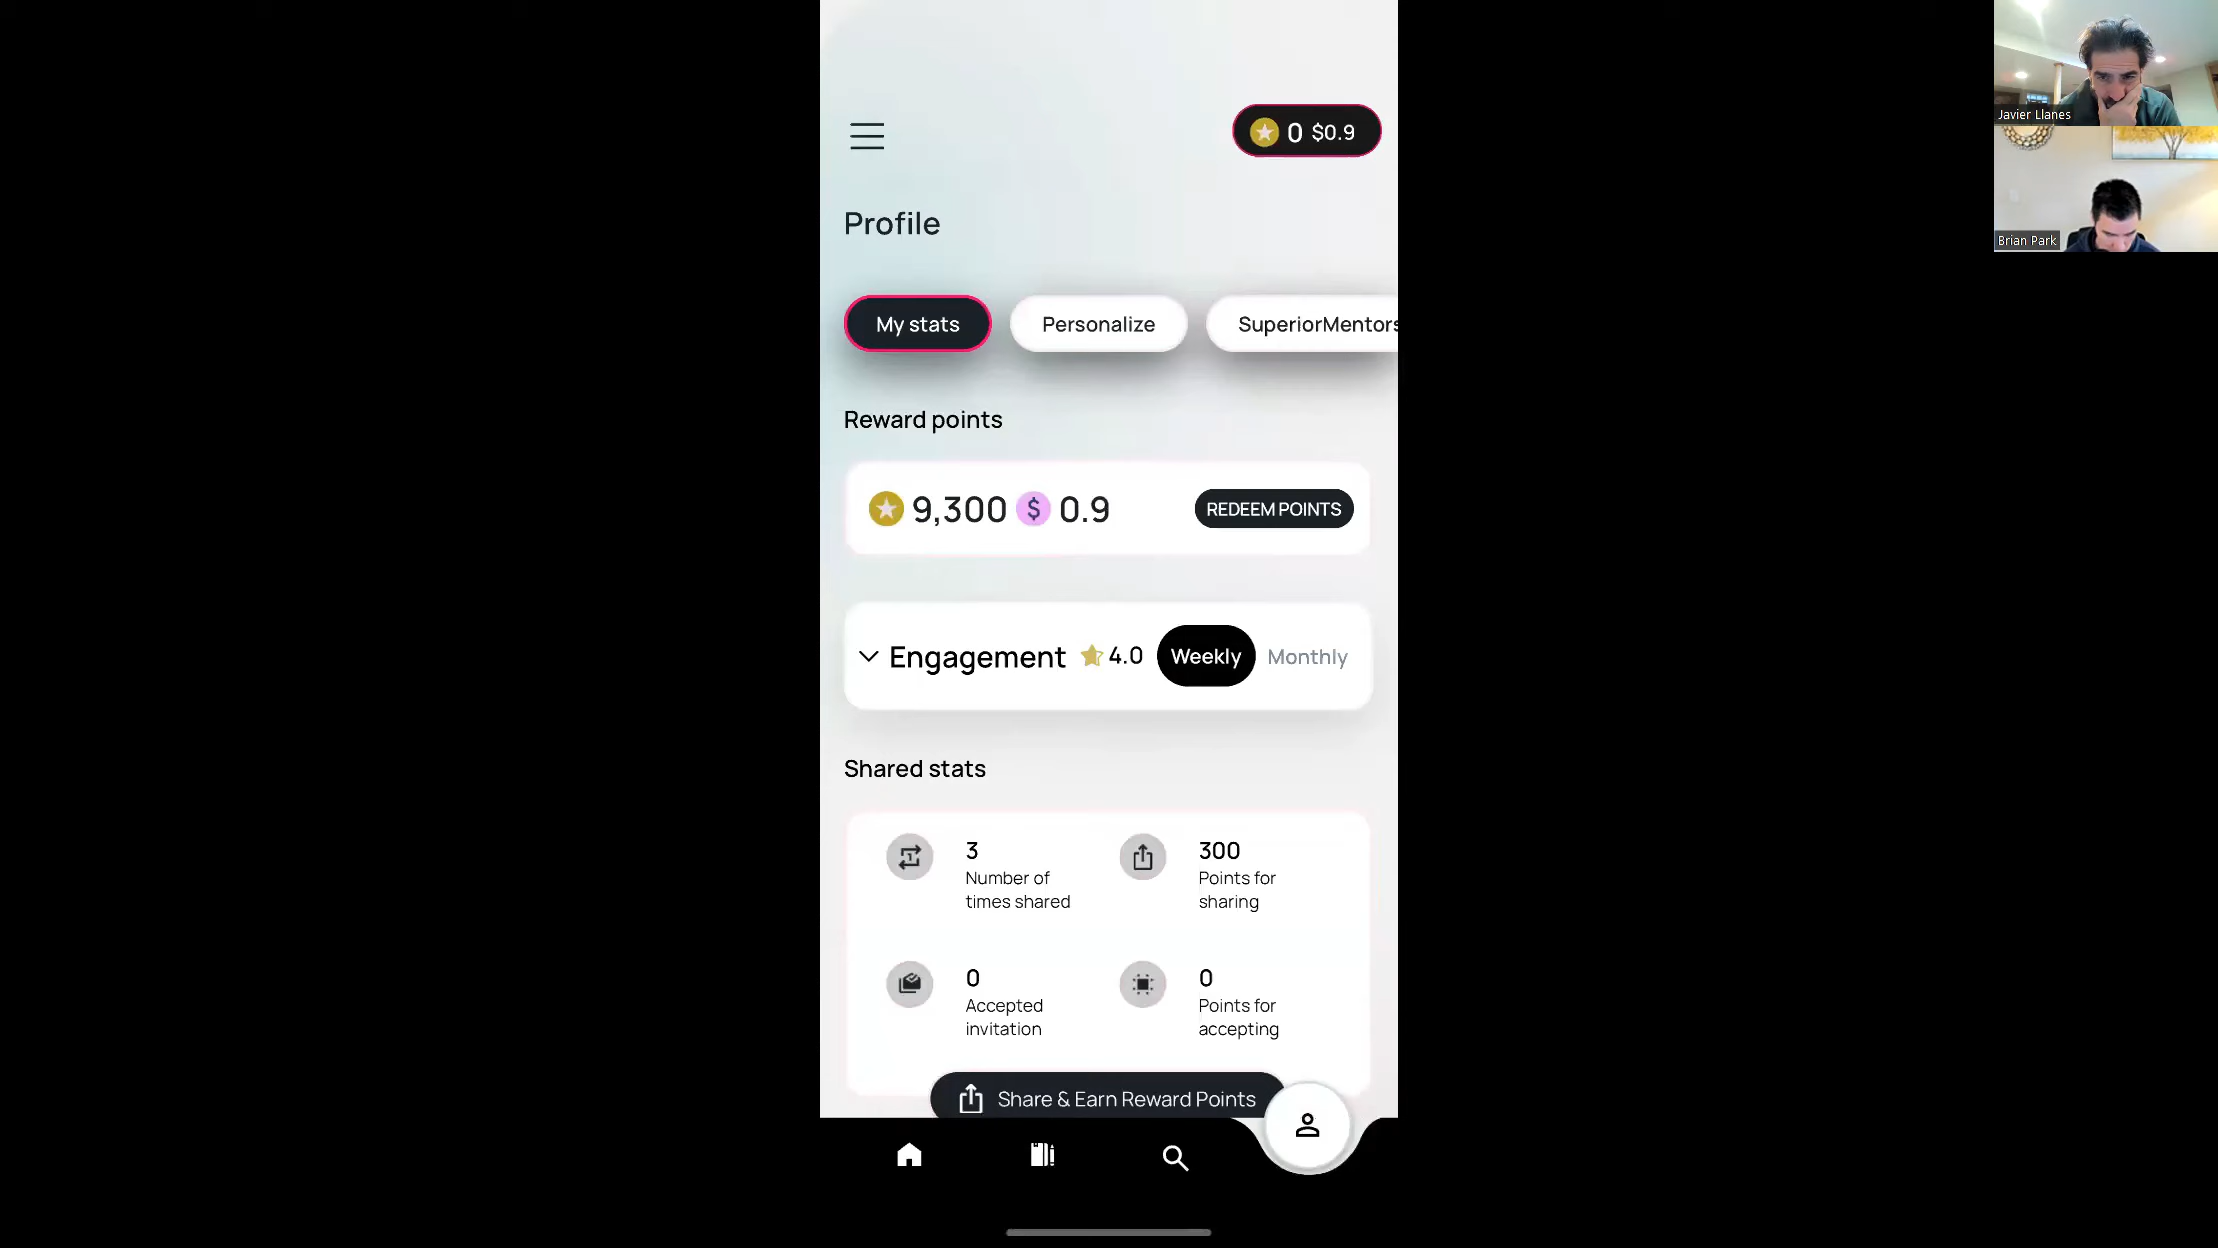 0 $0.9
Javier Llanes
Brian Park
Profile
My stats
Personalize
SuperiorMentors
Reward points
9,300 $ 0.9
REDEEM POINTS
Engagement 4.0 Weekly Monthly
Shared stats
3
Number of
times shared
300
Points for
sharing
0
Accepted
invitation
0
Points for
accepting
Share & Earn Reward Points